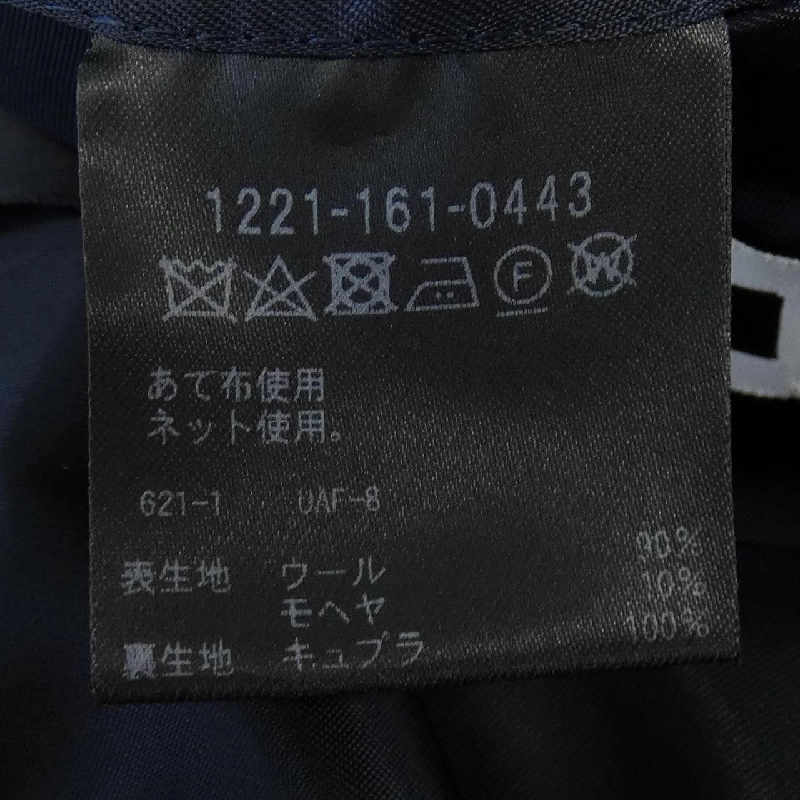 1221-161-0443
F W
あて布使用
ネット使用。
621-1 UAF-8
表生地 ウール 90%
モヘヤ 10%
裏生地 キュプラ 100%